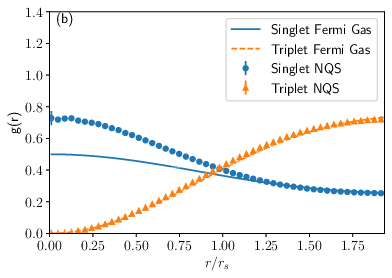 (b)
Singlet Fermi Gas
Triplet Fermi Gas
Singlet NQS
Triplet NQS
g(r)
1.4
1.2
1.0
0.8
0.6
0.4
0.2
0.0
0.00 0.25 0.50 0.75 1.00 1.25 1.50 1.75
r/r_s